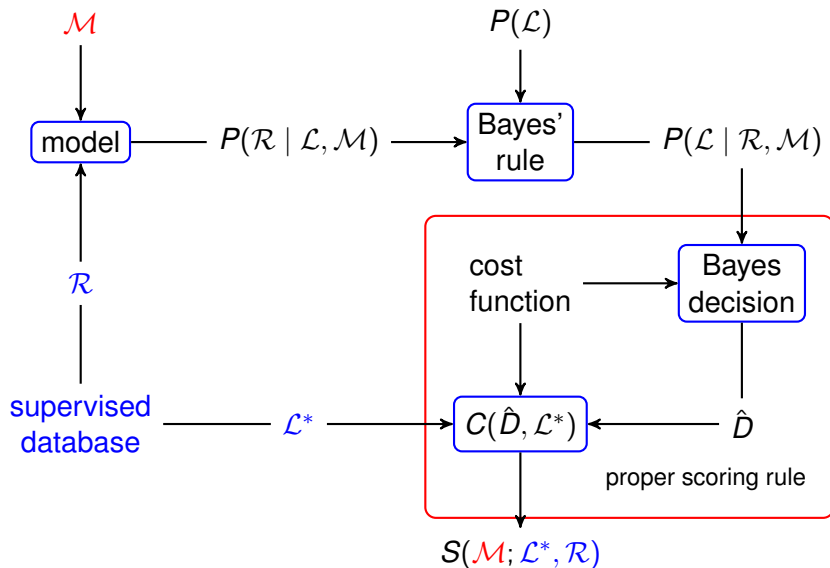 ℳ
P(ℒ)
model
P(ℛ | ℒ, ℳ)
Bayes’
rule
P(ℒ | ℛ, ℳ)
ℛ
cost
function
Bayes
decision
supervised
database
ℒ*
C(D̂, ℒ*)
D̂
proper scoring rule
S(ℳ; ℒ*, ℛ)